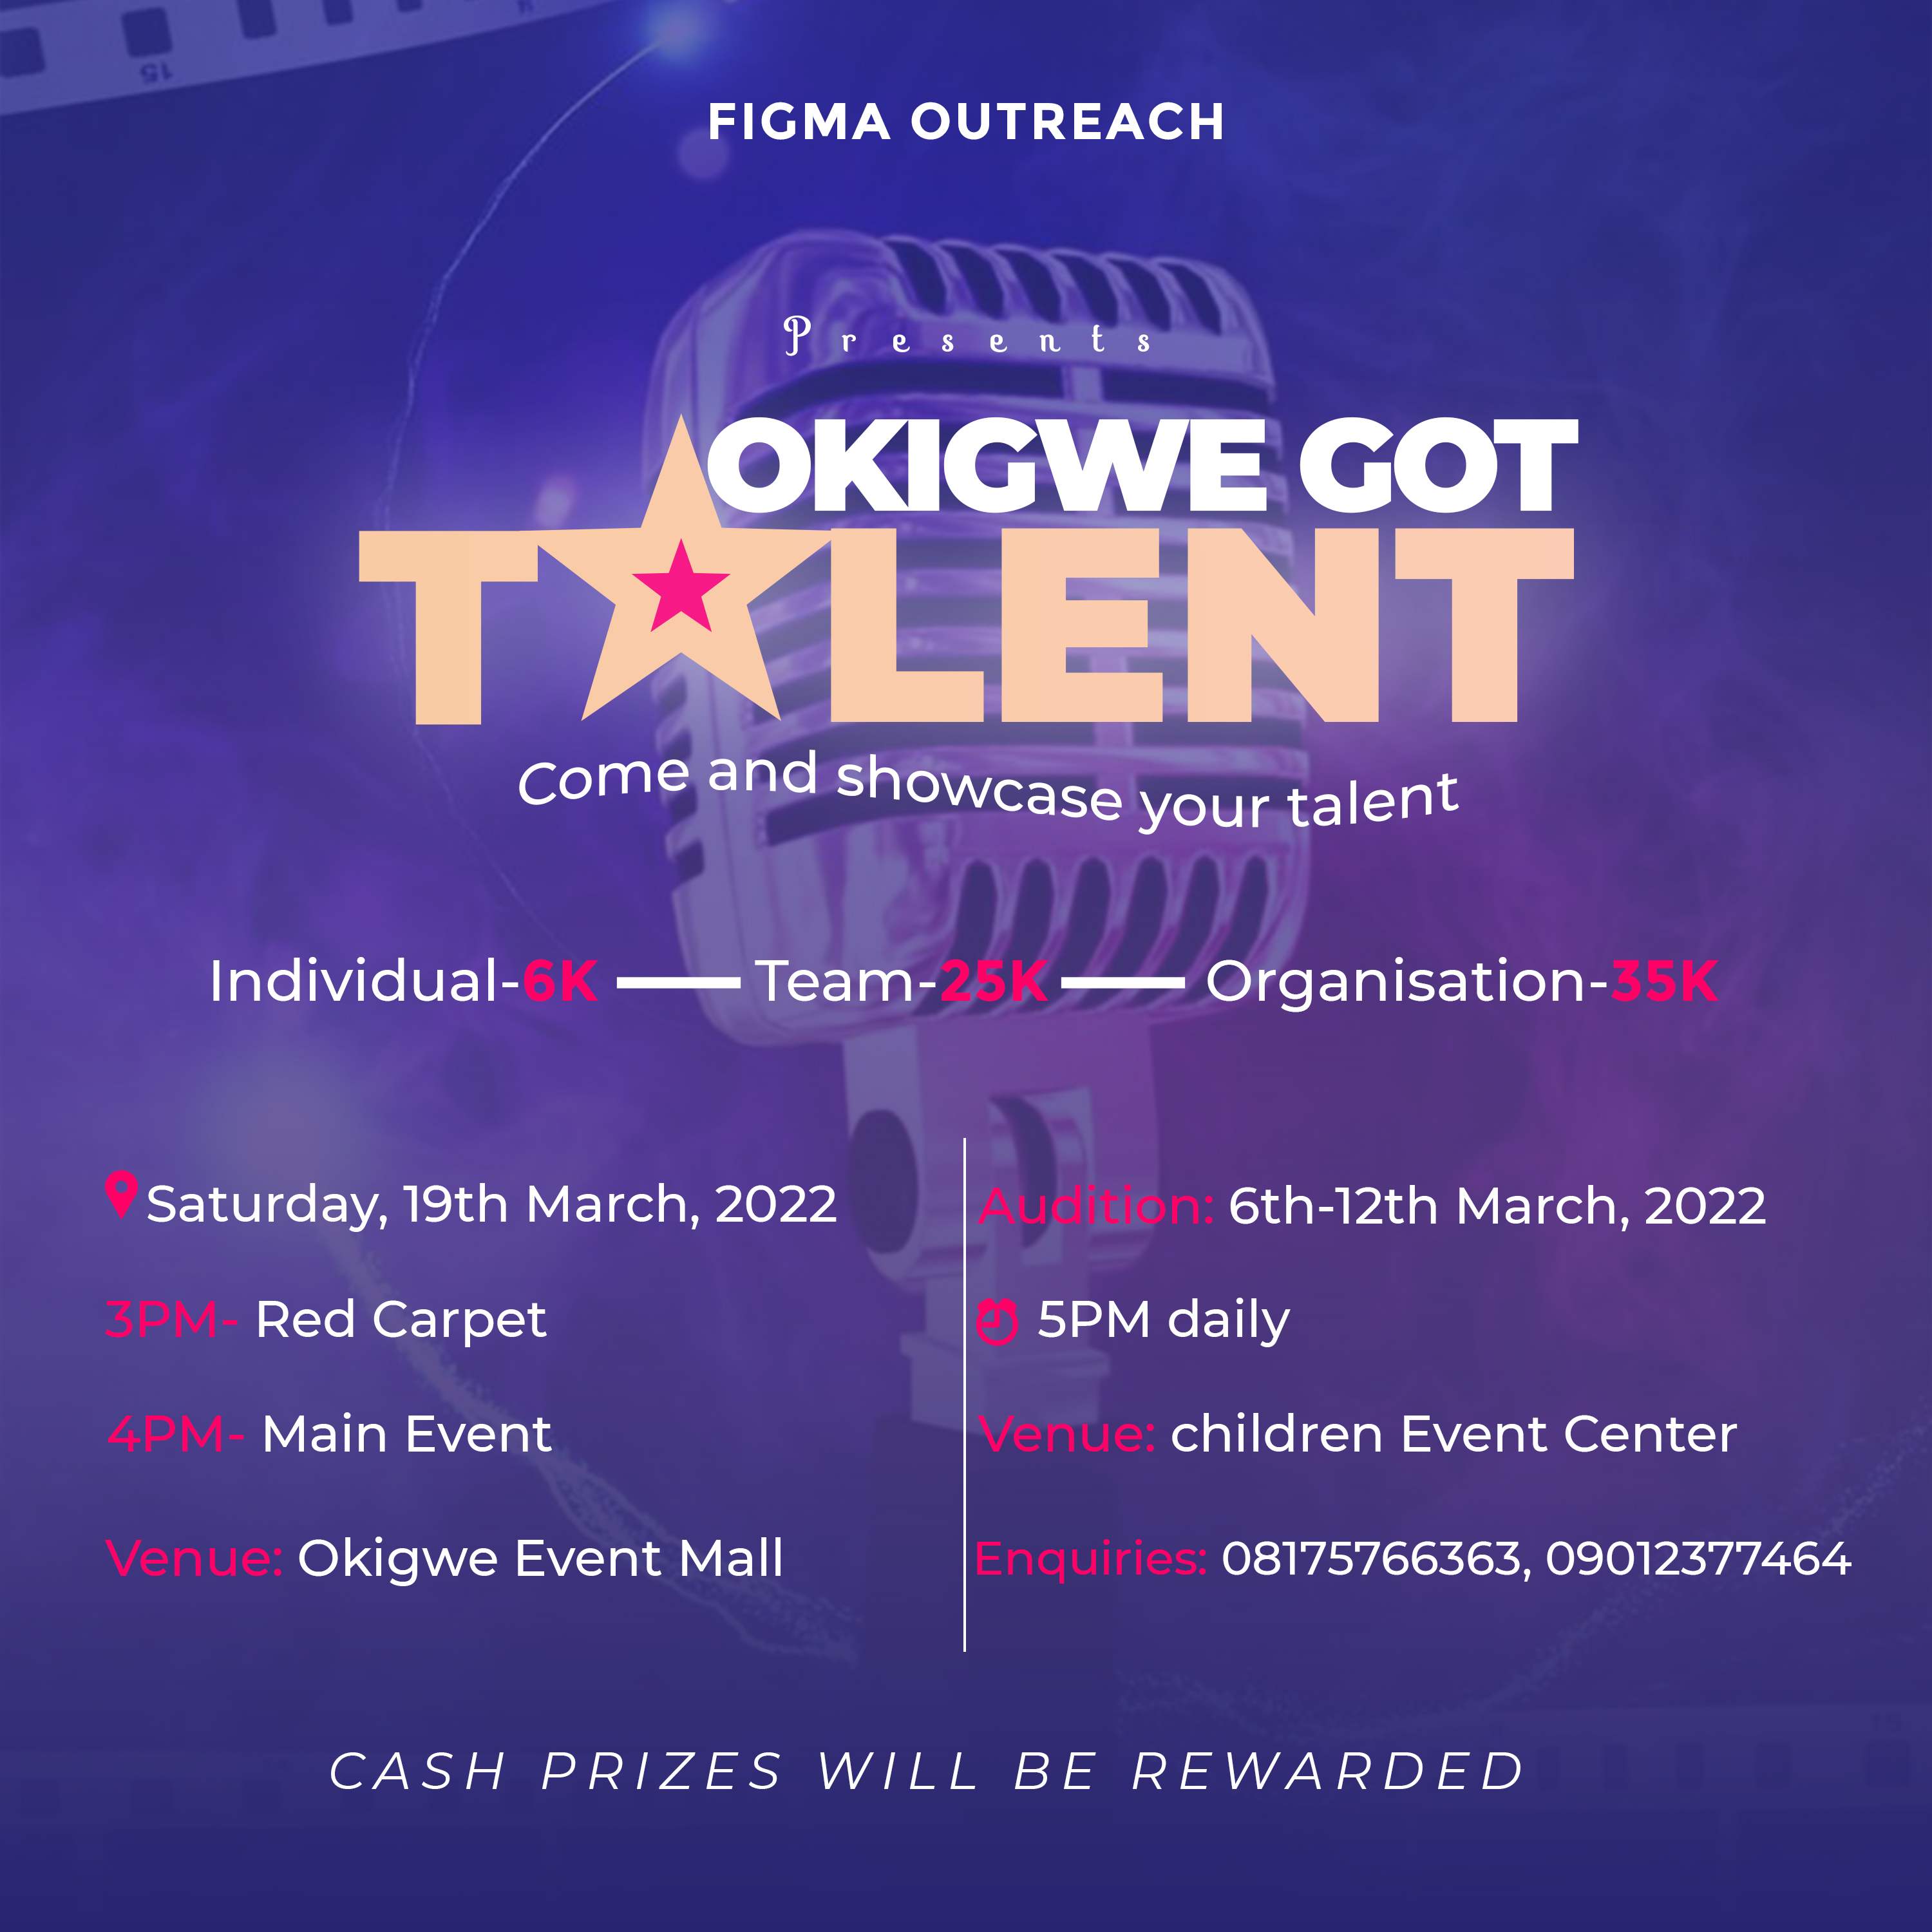 FIGMA OUTREACH
Presents
OKIGWE GOT
TALENT
Come and showcase your talent
Individual-6K — Team-25K — Organisation-35K
Saturday, 19th March, 2022
3PM- Red Carpet
4PM- Main Event
Venue: Okigwe Event Mall
Audition: 6th-12th March, 2022
5PM daily
Venue: children Event Center
Enquiries: 08175766363, 09012377464
CASH PRIZES WILL BE REWARDED